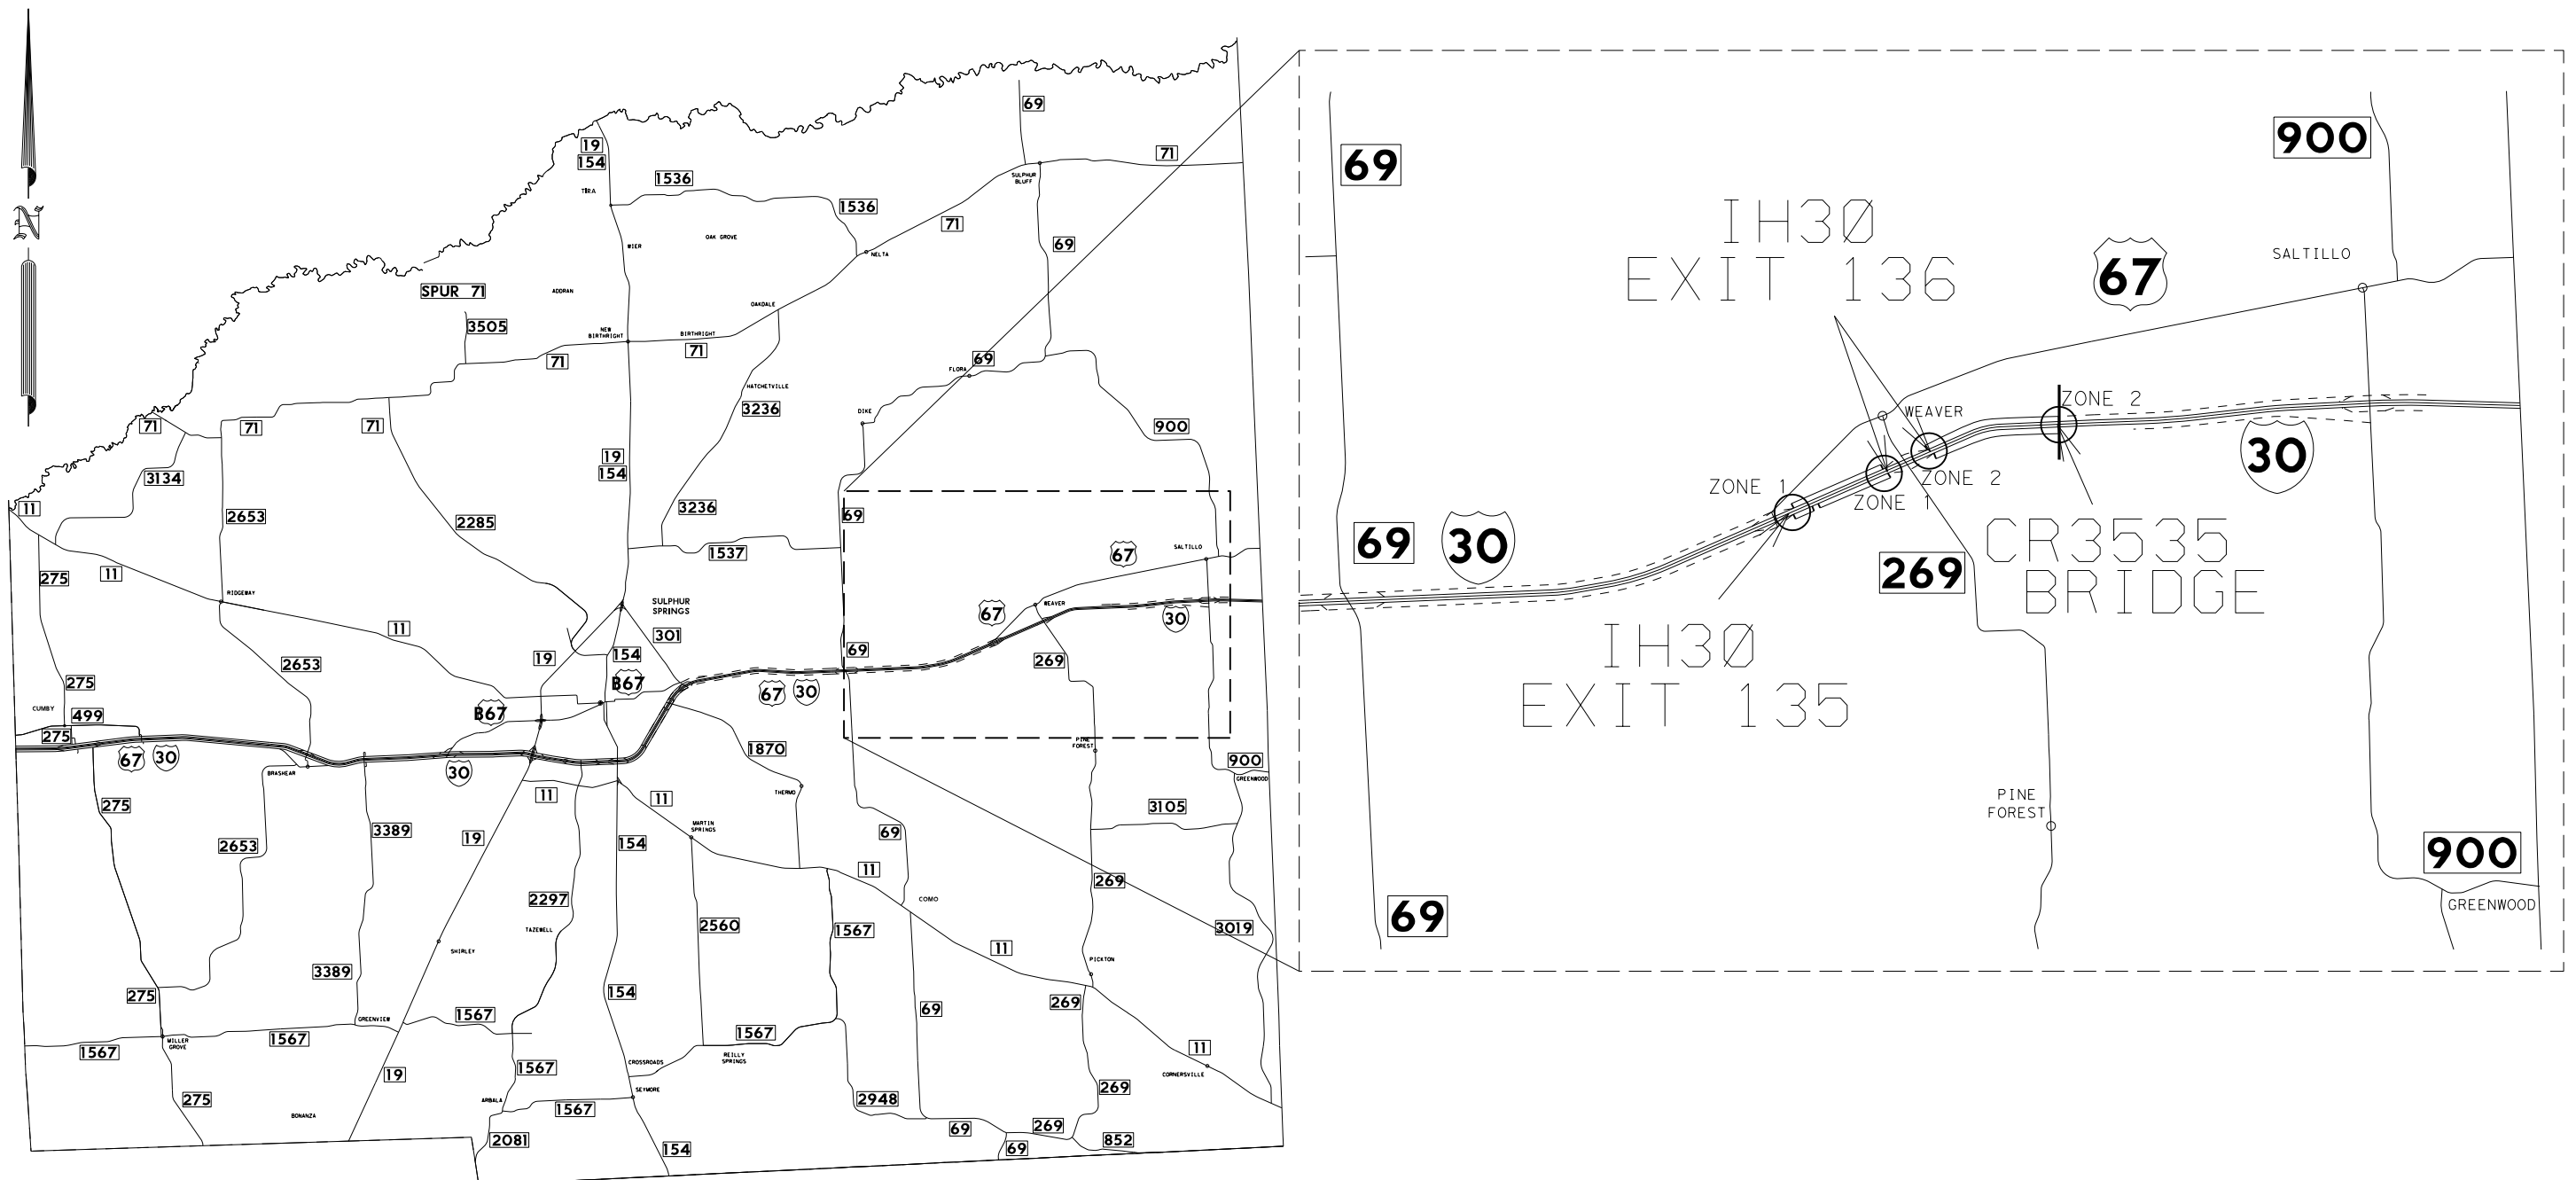 N
69
19
154
71
1536
SULPHUR
BLUFF
TIRA
1536
71
MIER
OAK GROVE
69
NELTA
SPUR 71
ADDRAN
OAKDALE
3505
NEW
BIRTHRIGHT
BIRTHRIGHT
71
71
69
FLORA
HATCHETVILLE
3236
DIKE
71
71
71
900
19
154
3134
11
2653
2285
3236
69
1537
67
SALTILLO
11
275
RIDGEWAY
SULPHUR
SPRINGS
67
WEAVER
30
11
301
69
19
154
2653
269
275
B67
67
30
CUMBY
499
B67
275
67
30
30
1870
PINE
FOREST
900
GREENWOOD
BRASHEAR
275
11
11
THERMO
3105
3389
MARTIN
SPRINGS
69
19
2653
154
11
269
2297
COMO
2560
1567
3019
TAZEWELL
SHIRLEY
11
3389
PICKTON
275
154
269
69
GREENVIEW
1567
1567
1567
1567
MILLER
GROVE
CROSSROADS
REILLY
SPRINGS
11
CORNERSVILLE
19
1567
SEYMORE
269
275
ARBALA
1567
2948
BONANZA
69
269
852
2081
154
69
900
69
IH30
EXIT 136
67
SALTILLO
ZONE 2
WEAVER
30
ZONE 1
ZONE 2
ZONE 1
69
30
CR3535
BRIDGE
269
IH30
EXIT 135
PINE
FOREST
900
69
GREENWOOD